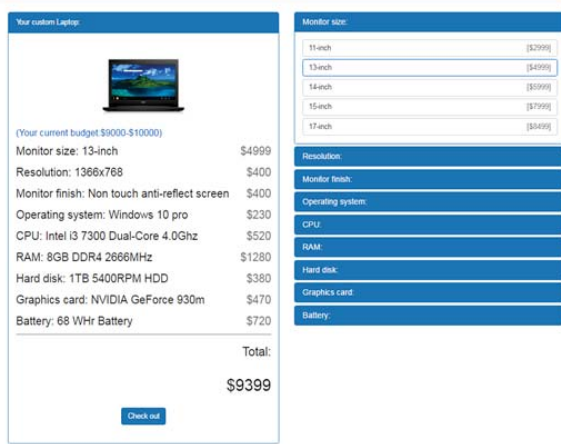 Your custom Laptop:
(Your current budget:$9000-$10000)
Monitor size: 13-inch $4999
Resolution: 1366x768 $400
Monitor finish: Non touch anti-reflect screen $400
Operating system: Windows 10 pro $230
CPU: Intel i3 7300 Dual-Core 4.0Ghz $520
RAM: 8GB DDR4 2666MHz $1280
Hard disk: 1TB 5400RPM HDD $380
Graphics card: NVIDIA GeForce 930m $470
Battery: 68 WHr Battery $720
Total:
$9399
Check out
Monitor size:
11-inch [$2999]
13-inch [$4999]
14-inch [$5999]
15-inch [$7999]
17-inch [$8499]
Resolution:
Monitor finish:
Operating system:
CPU:
RAM:
Hard disk:
Graphics card:
Battery: